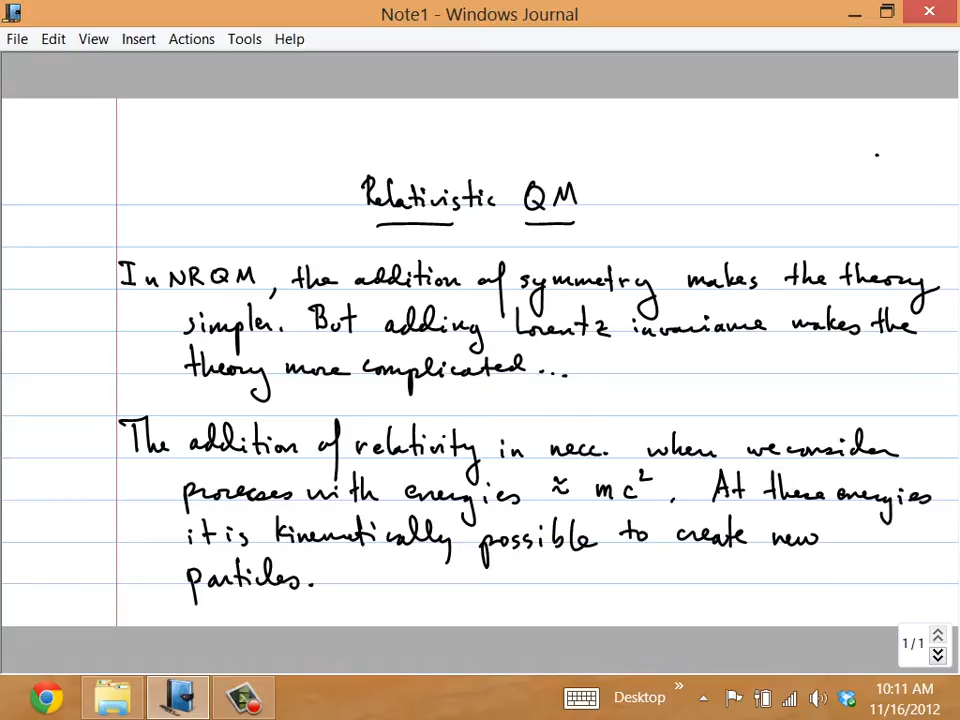 Note1 - Windows Journal
File Edit View Insert Actions Tools Help
Relativistic QM
In NRQM, the addition of symmetry makes the theory
simpler. But adding Lorentz invariance makes the
theory more complicated...
The addition of relativity in necc. when we consider
processes with energies ≈ mc². At these energies
it is kinematically possible to create new
particles.
1/1
Desktop
10:11 AM
11/16/2012